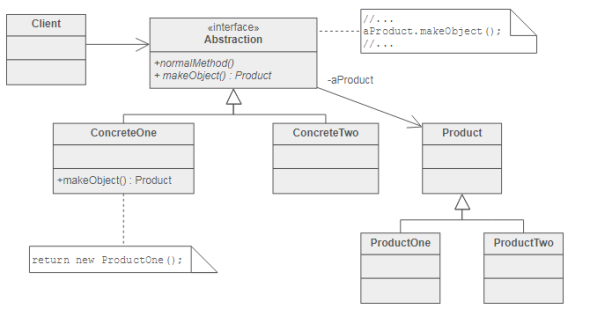 Client
«interface»
Abstraction
+normalMethod()
+ makeObject() : Product
//...
aProduct.makeObject();
//...
-aProduct
ConcreteOne
+makeObject() : Product
ConcreteTwo
Product
return new ProductOne();
ProductOne
ProductTwo